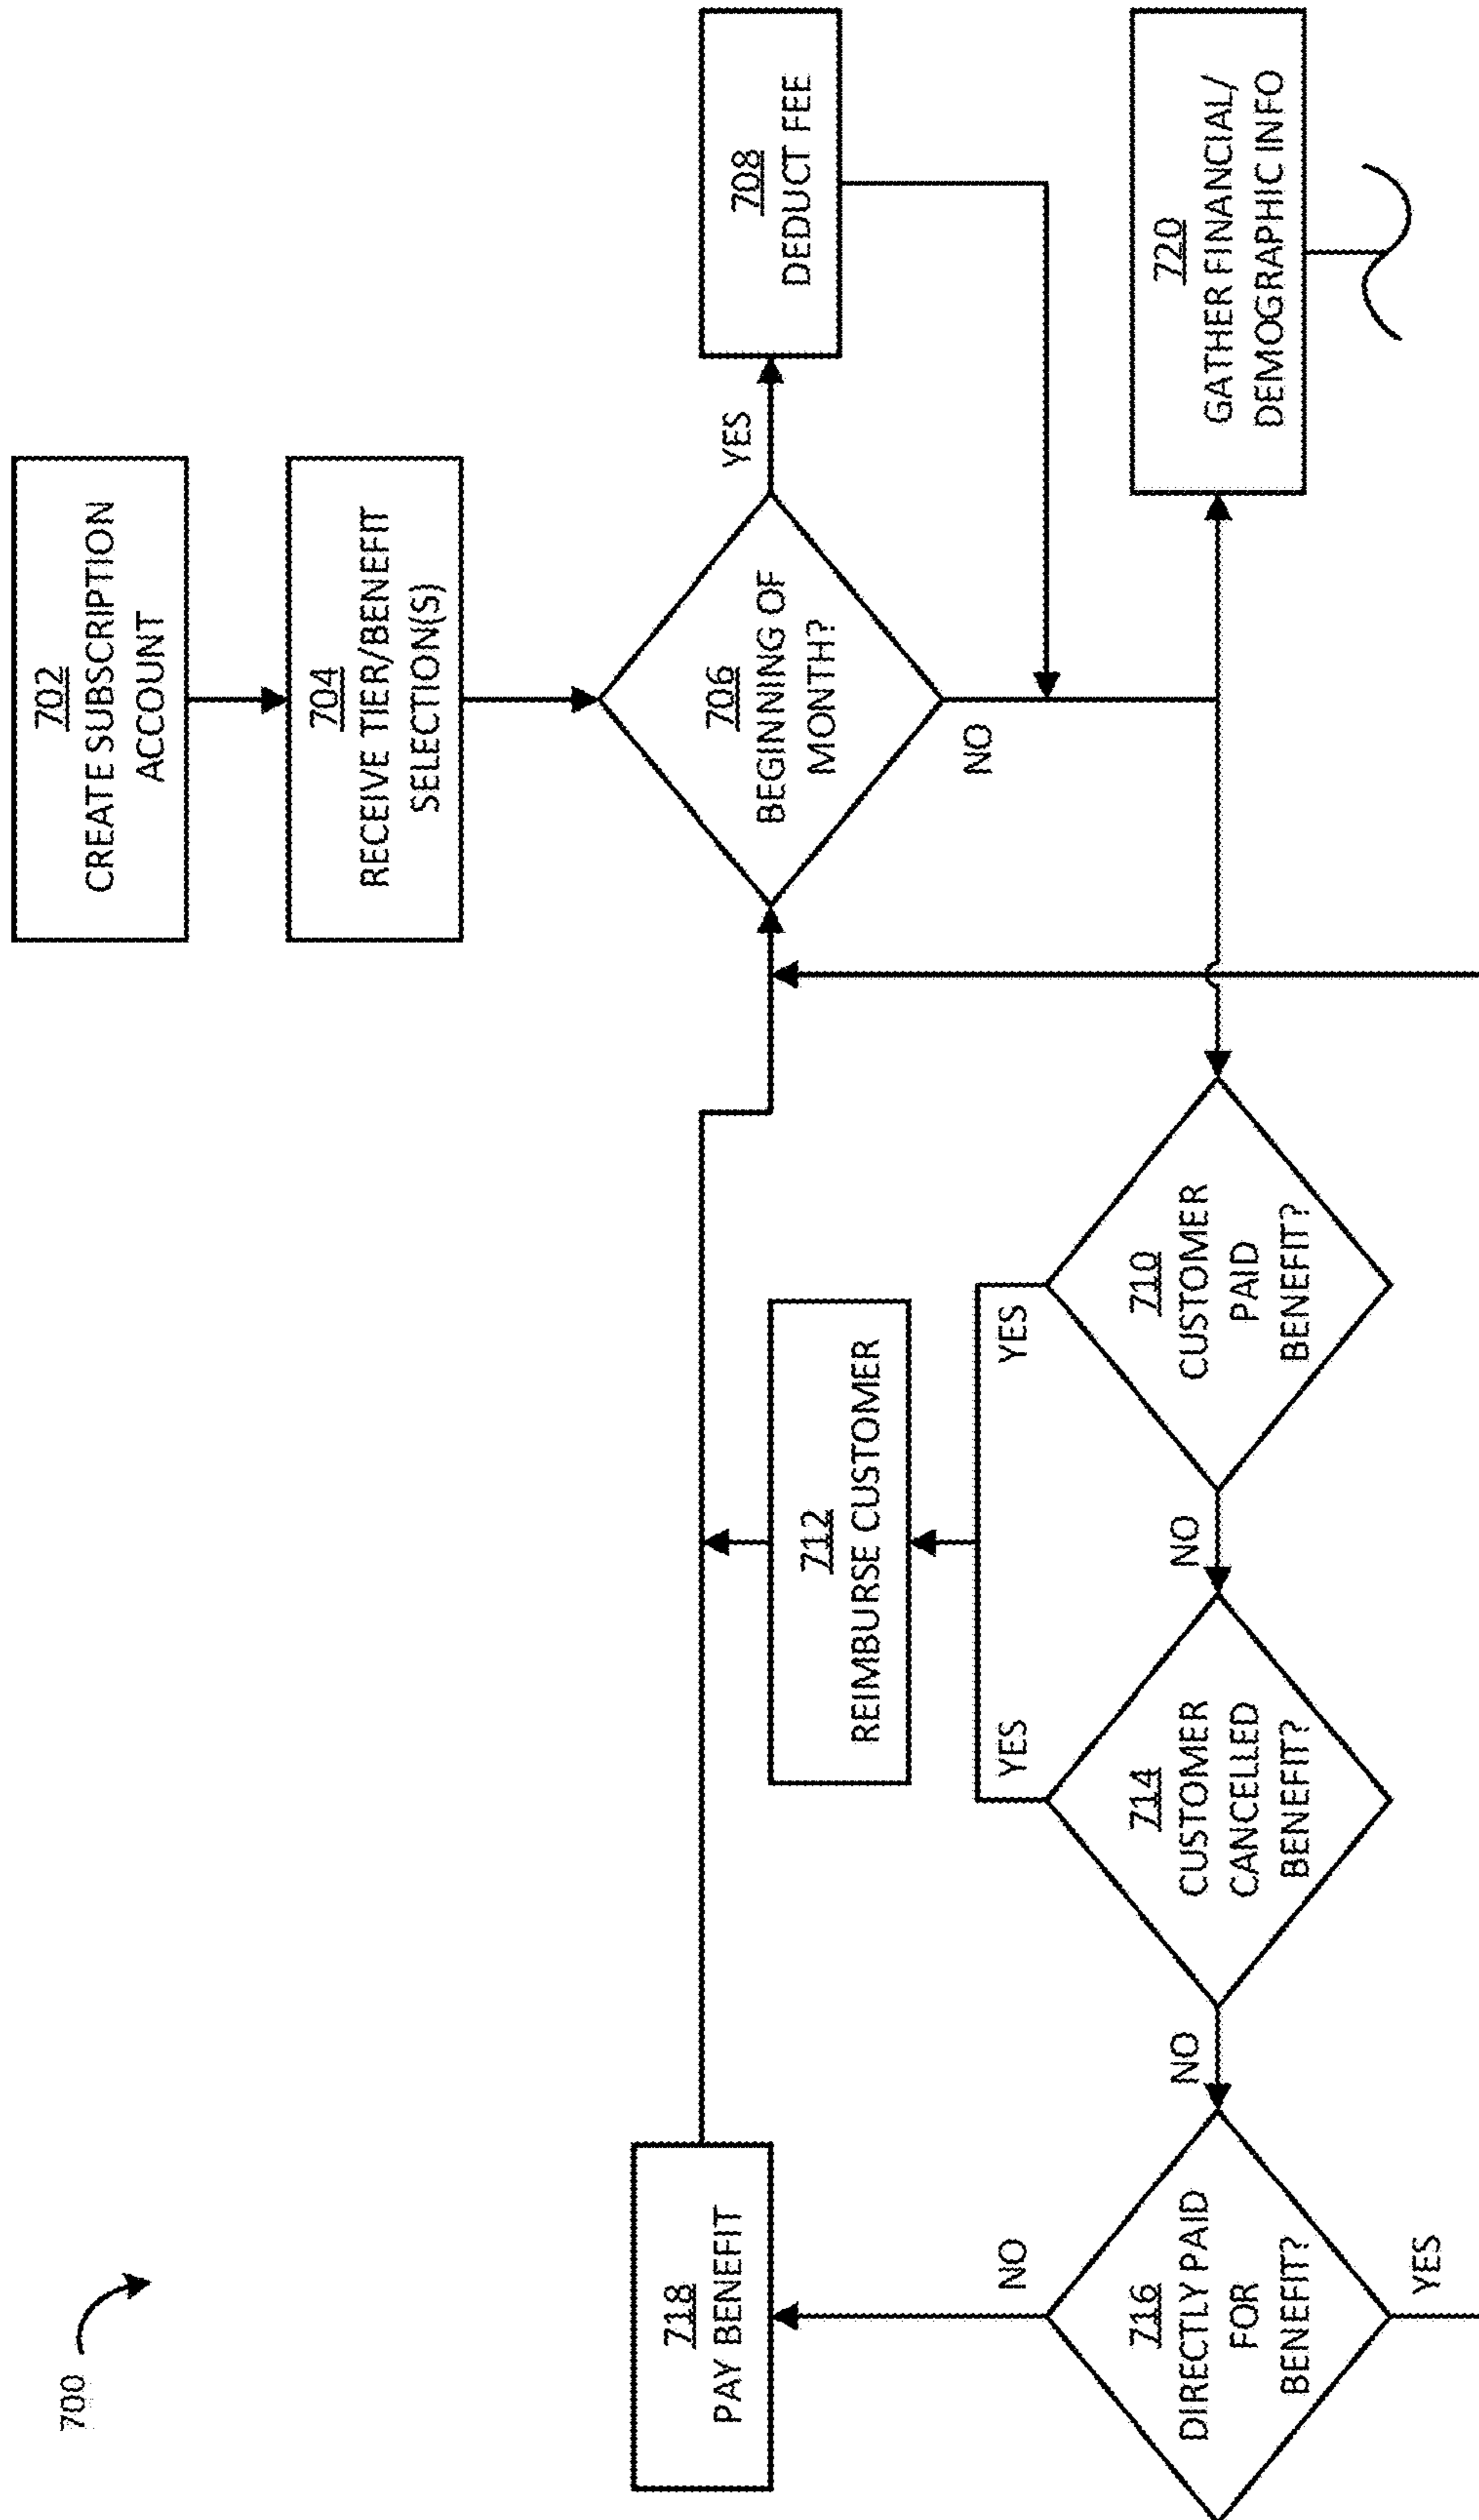 700
702
CREATE SUBSCRIPTION
ACCOUNT
704
RECEIVE TIER/BENEFIT
SELECTION(S)
706
BEGINNING OF
MONTH?
YES
NO
708
DEDUCT FEE
718
PAY BENEFIT
712
REIMBURSE CUSTOMER
NO
YES
YES
716
DIRECTLY PAID
FOR
BENEFIT?
YES
NO
714
CUSTOMER
CANCELLED
BENEFIT?
NO
710
CUSTOMER
PAID
BENEFIT?
720
GATHER FINANCIAL/
DEMOGRAPHIC INFO